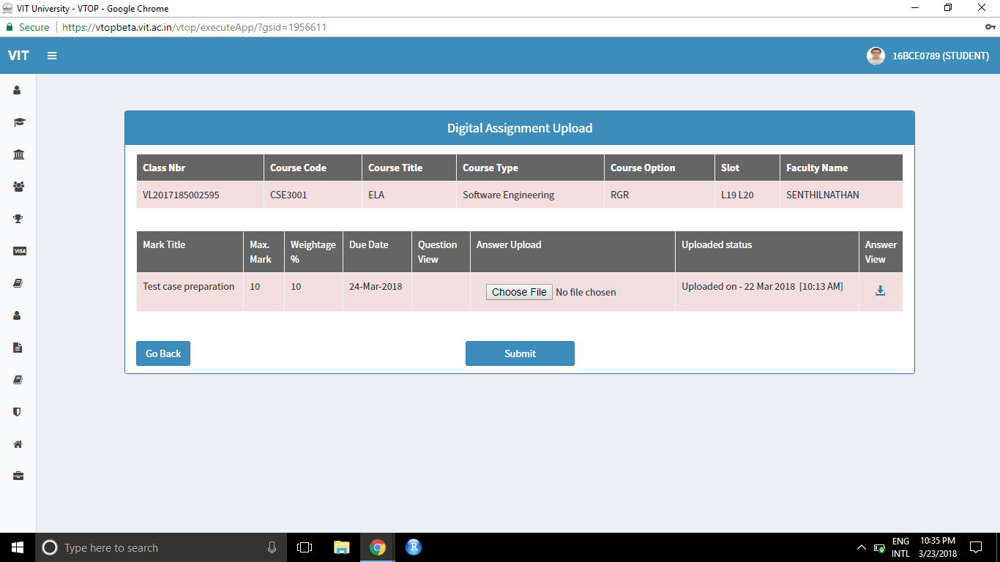 VIT University - VTOP - Google Chrome
Secure https://vtopbeta.vit.ac.in/vtop/executeApp/?gsid=1956611
VIT 16BCE0789 (STUDENT)
Digital Assignment Upload
Class Nbr Course Code Course Title Course Type Course Option Slot Faculty Name
VL2017185002595 CSE3001 ELA Software Engineering RGR L19 L20 SENTHILNATHAN
Mark Title Max. Weightage Due Date Question Answer Upload Uploaded status Answer
Mark % View View
Test case preparation 10 10 24-Mar-2018 Uploaded on - 22 Mar 2018 [10:13 AM]
Choose File No file chosen
Go Back Submit
VISA
Type here to search
R
ENG 10:35 PM
INTL 3/23/2018